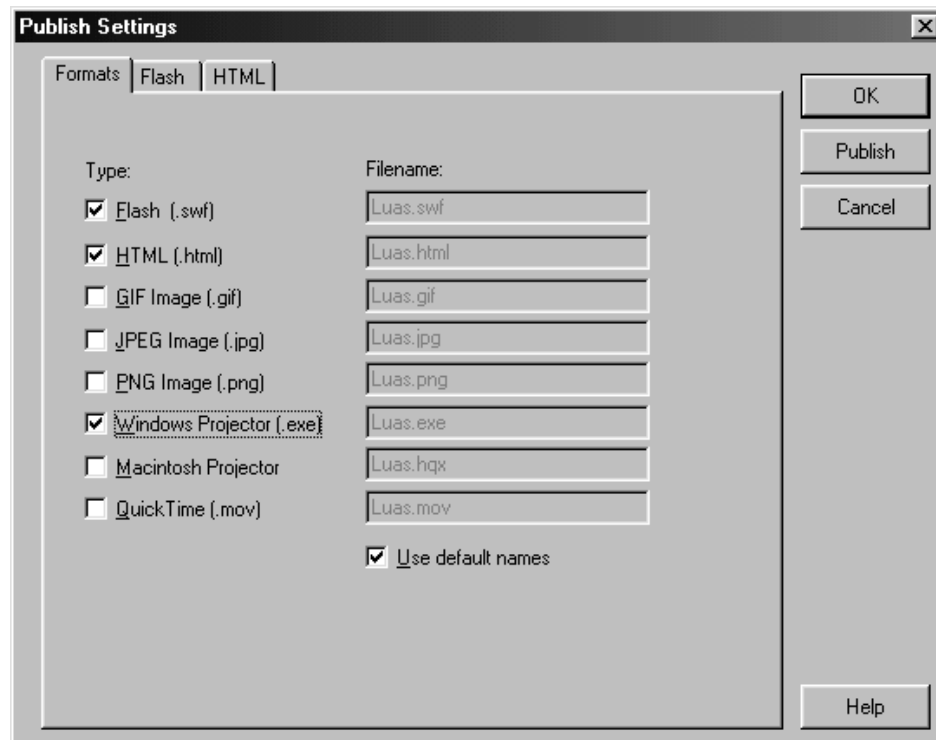 Publish Settings
Formats Flash HTML
OK
Publish
Cancel
Type: Filename:
Flash (.swf) Luas.swf
HTML (.html) Luas.html
GIF Image (.gif) Luas.gif
JPEG Image (.jpg) Luas.jpg
PNG Image (.png) Luas.png
Windows Projector (.exe) Luas.exe
Macintosh Projector Luas.hqx
QuickTime (.mov) Luas.mov
Use default names
Help